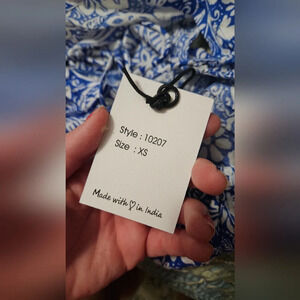 Style : 10207
Size : XS
Made with ♡ in India